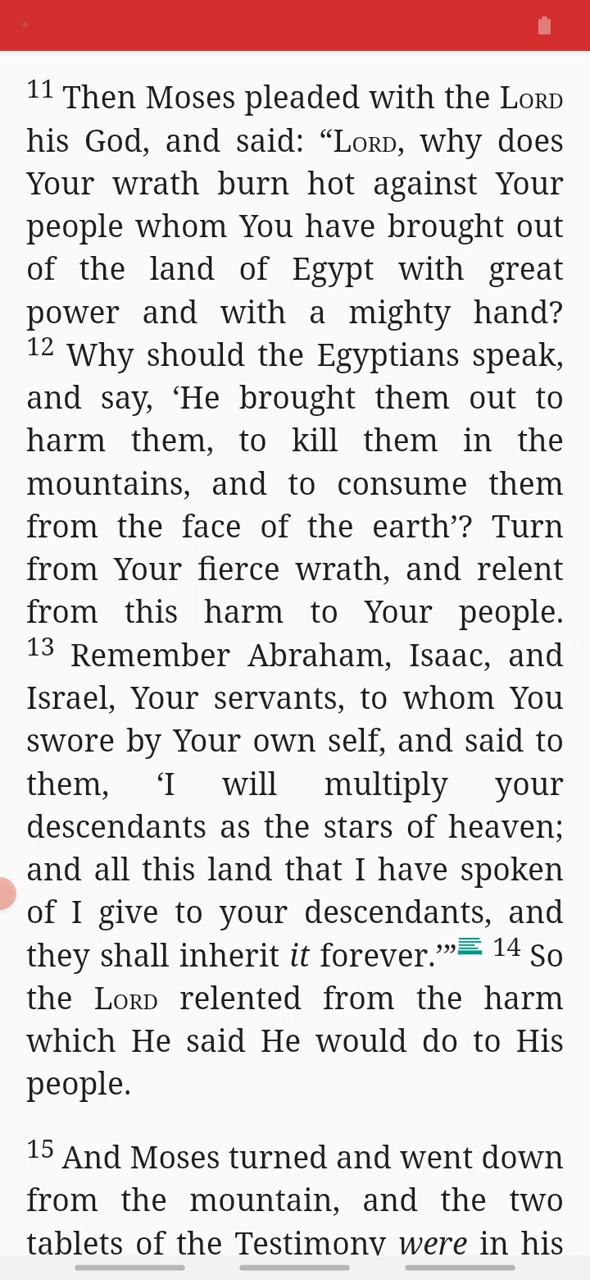 11 Then Moses pleaded with the LORD
his God, and said: “LORD, why does
Your wrath burn hot against Your
people whom You have brought out
of the land of Egypt with great
power and with a mighty hand?
12 Why should the Egyptians speak,
and say, ‘He brought them out to
harm them, to kill them in the
mountains, and to consume them
from the face of the earth’? Turn
from Your fierce wrath, and relent
from this harm to Your people.
13 Remember Abraham, Isaac, and
Israel, Your servants, to whom You
swore by Your own self, and said to
them, ‘I will multiply your
descendants as the stars of heaven;
and all this land that I have spoken
of I give to your descendants, and
they shall inherit it forever.’” 14 So
the LORD relented from the harm
which He said He would do to His
people.
15 And Moses turned and went down
from the mountain, and the two
tablets of the Testimony were in his